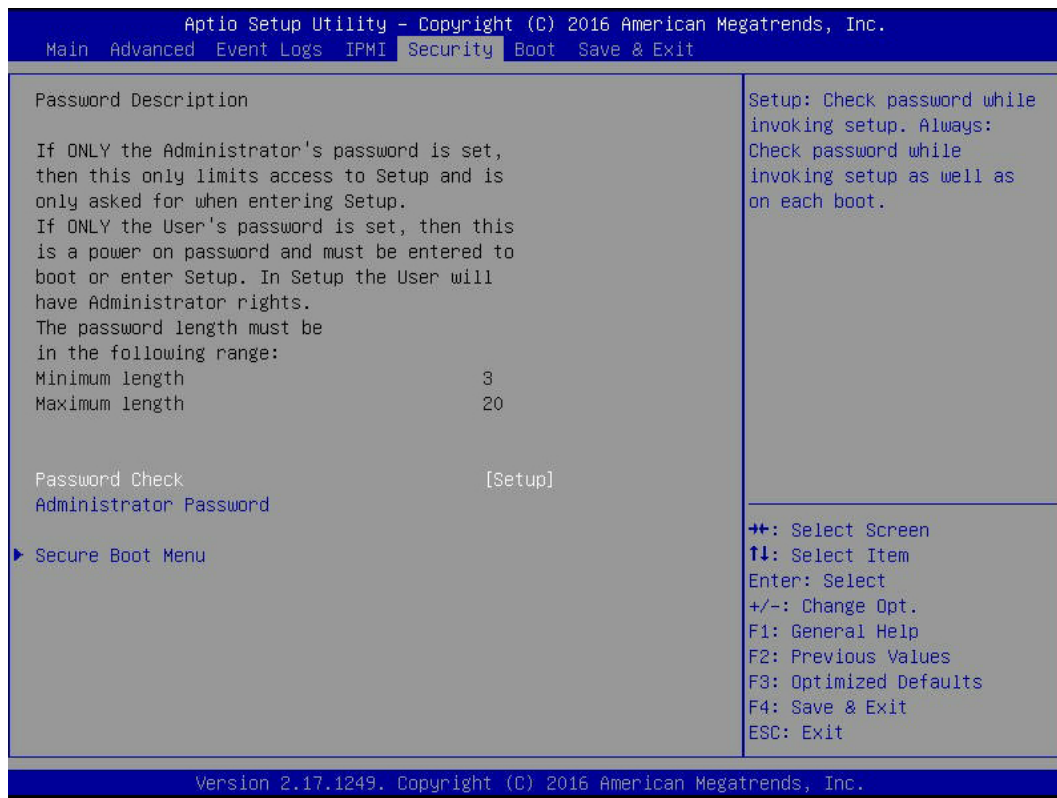 Aptio Setup Utility – Copyright (C) 2016 American Megatrends, Inc.
Main Advanced Event Logs IPMI Security Boot Save & Exit
Password Description
If ONLY the Administrator's password is set,
then this only limits access to Setup and is
only asked for when entering Setup.
If ONLY the User's password is set, then this
is a power on password and must be entered to
boot or enter Setup. In Setup the User will
have Administrator rights.
The password length must be
in the following range:
Minimum length 3
Maximum length 20
Password Check [Setup]
Administrator Password
Secure Boot Menu
Setup: Check password while
invoking setup. Always:
Check password while
invoking setup as well as
on each boot.
→←: Select Screen
↑↓: Select Item
Enter: Select
+/-: Change Opt.
F1: General Help
F2: Previous Values
F3: Optimized Defaults
F4: Save & Exit
ESC: Exit
Version 2.17.1249. Copyright (C) 2016 American Megatrends, Inc.